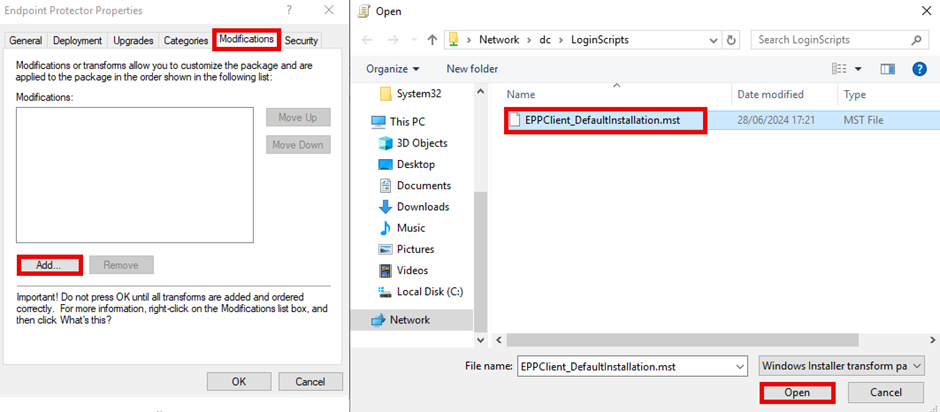 Endpoint Protector Properties
? ×
General Deployment Upgrades Categories Modifications Security
Modifications or transforms allow you to customize the package and are
applied to the package in the order shown in the following list:
Modifications:
Move Up
Move Down
Add...
Remove
Important! Do not press OK until all transforms are added and ordered
correctly. For more information, right-click on the Modifications list box, and
then click What's this?
OK
Cancel
Open
Network > dc > LoginScripts
Search LoginScripts
Organize
New folder
?
Name
Date modified
Type
System32
This PC
3D Objects
Desktop
Documents
Downloads
Music
Pictures
Videos
Local Disk (C:)
Network
EPPClient_DefaultInstallation.mst
28/06/2024 17:21
MST File
File name:
EPPClient_DefaultInstallation.mst
Windows Installer transform pa
Open
Cancel